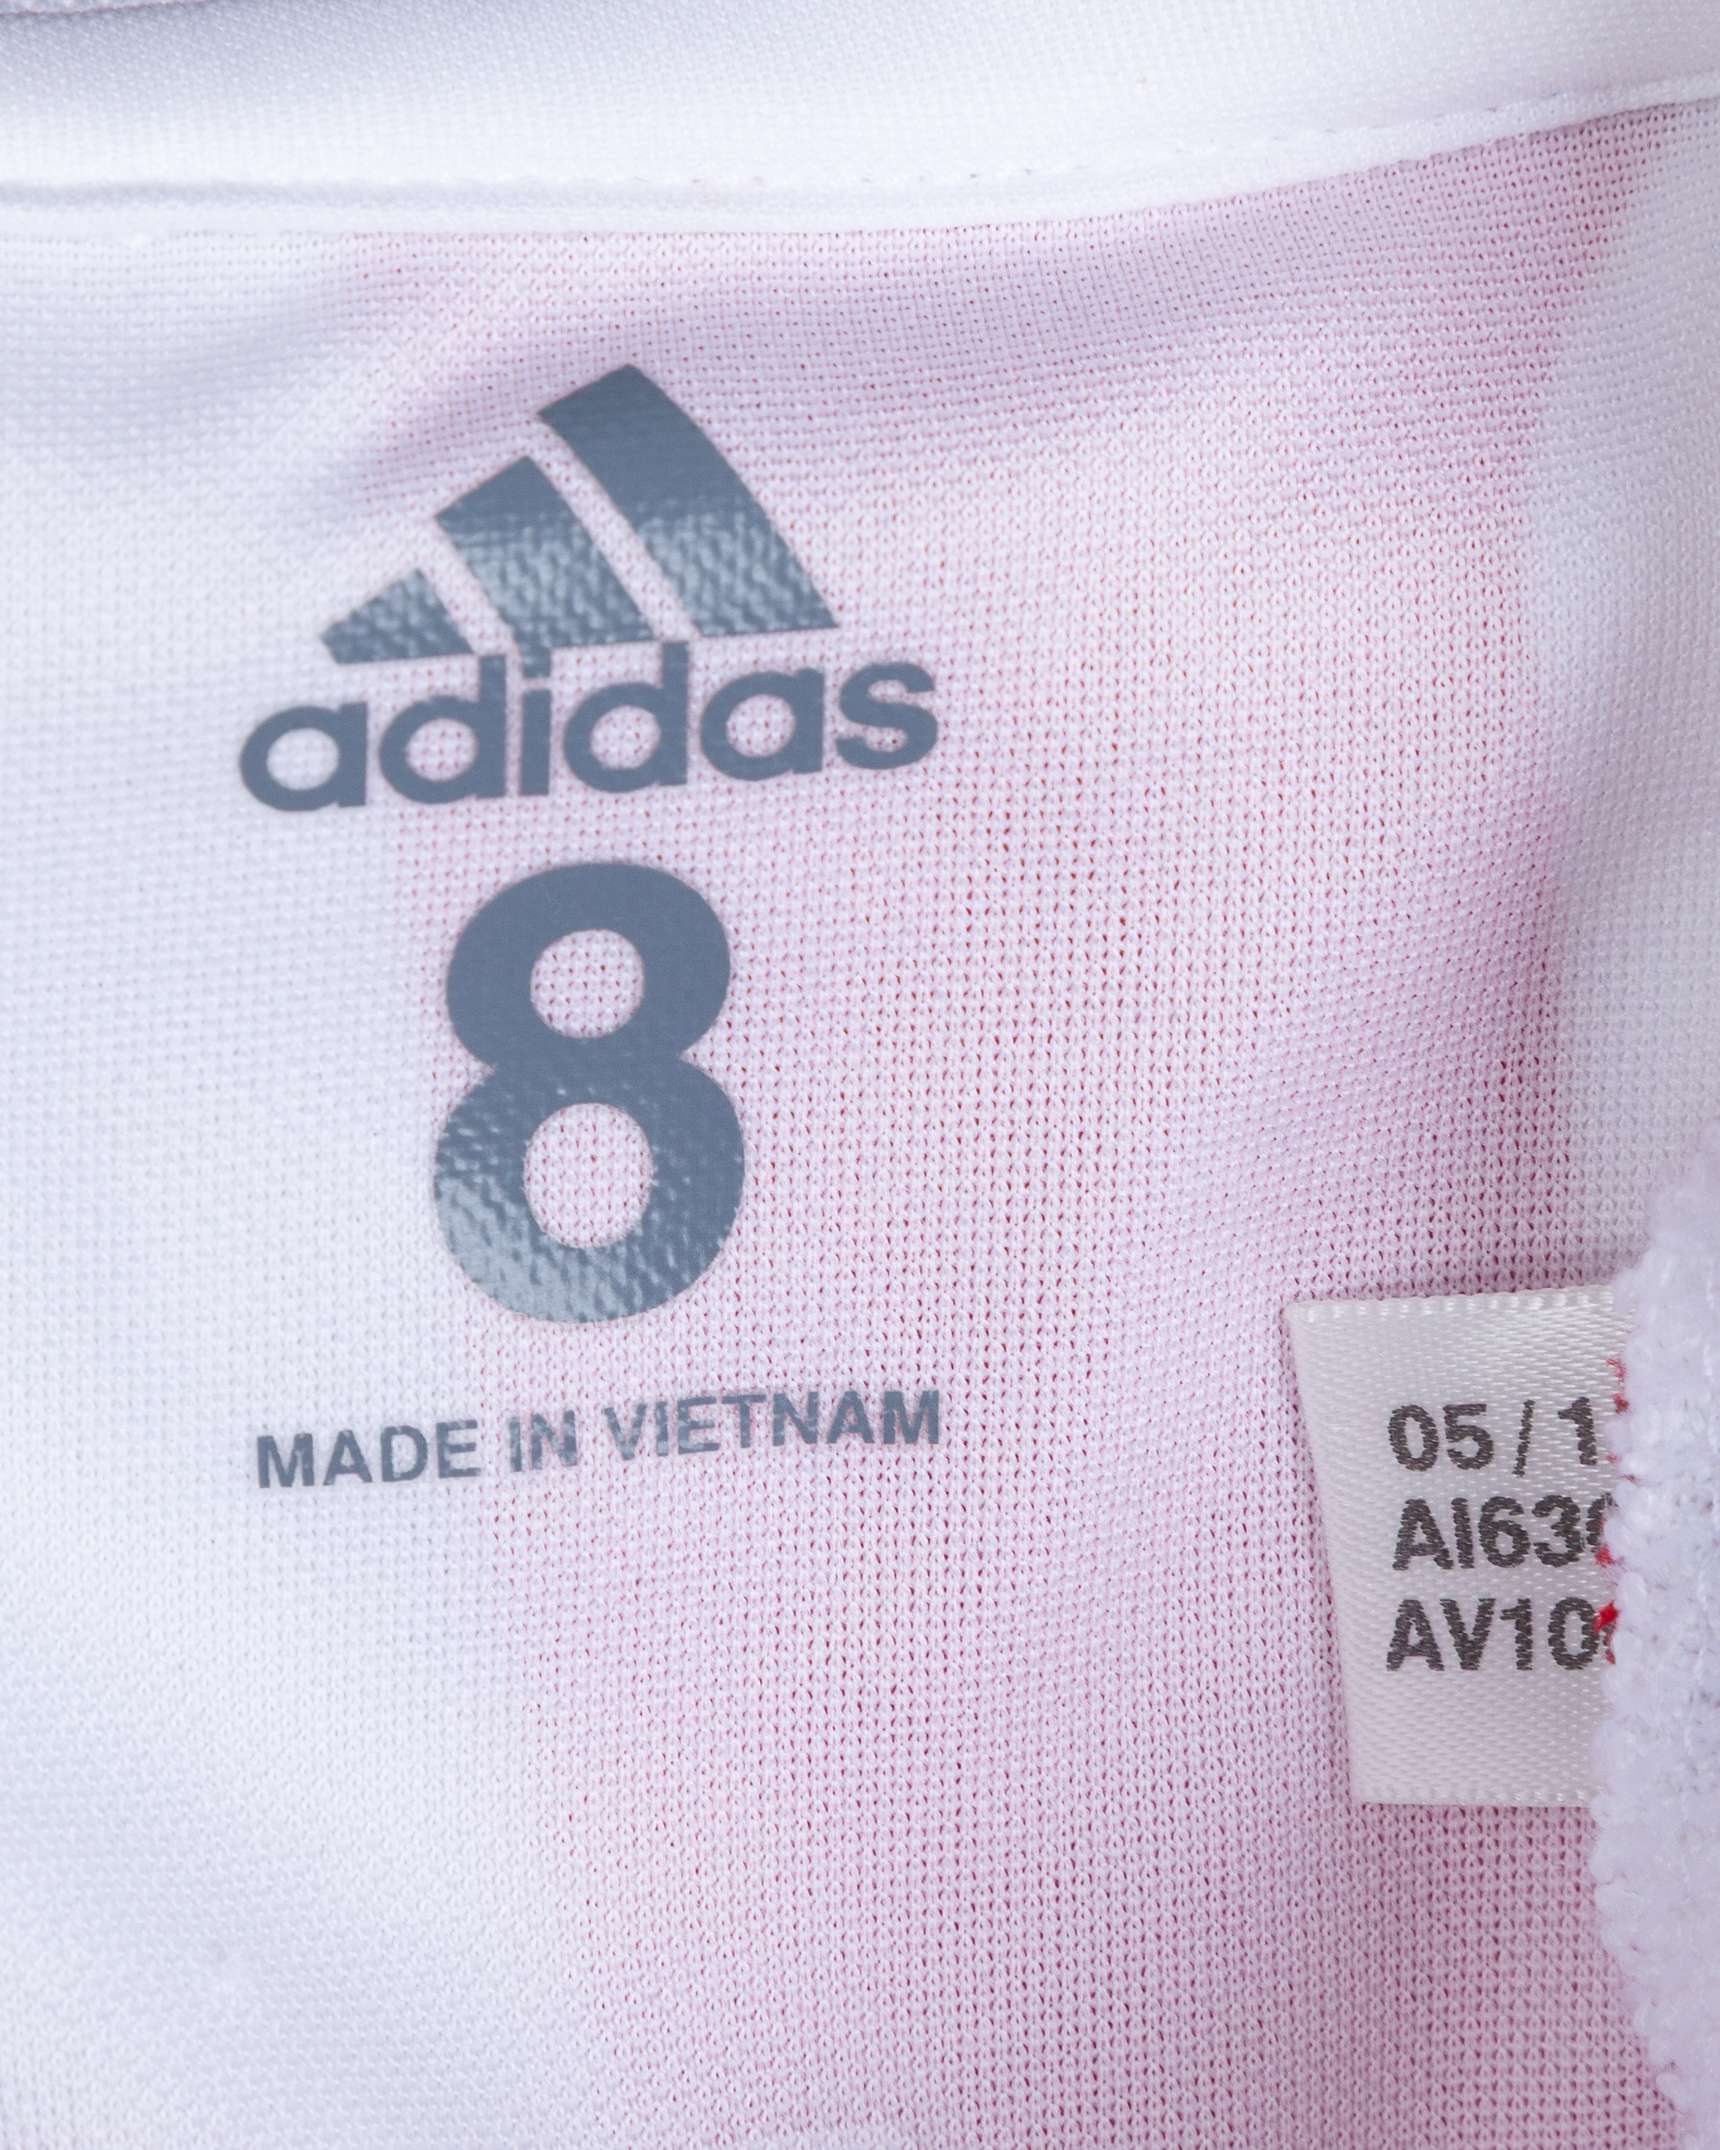 adidas
8
MADE IN VIETNAM
05/1
AI63
AV10